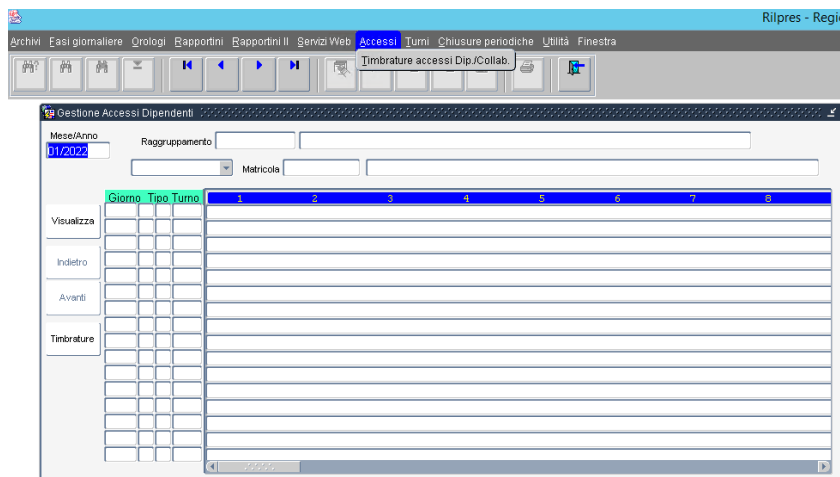 Rilpres - Regi
Archivi Fasi giornaliere Orologi Rapportini Rapportini II Servizi Web Accessi Turni Chiusure periodiche Utilità Finestra
Timbrature accessi Dip./Collab.
Gestione Accessi Dipendenti
Mese/Anno
01/2022
Raggruppamento
Matricola
Giorno Tipo Turno 1 2 3 4 5 6 7 8
Visualizza
Indietro
Avanti
Timbrature